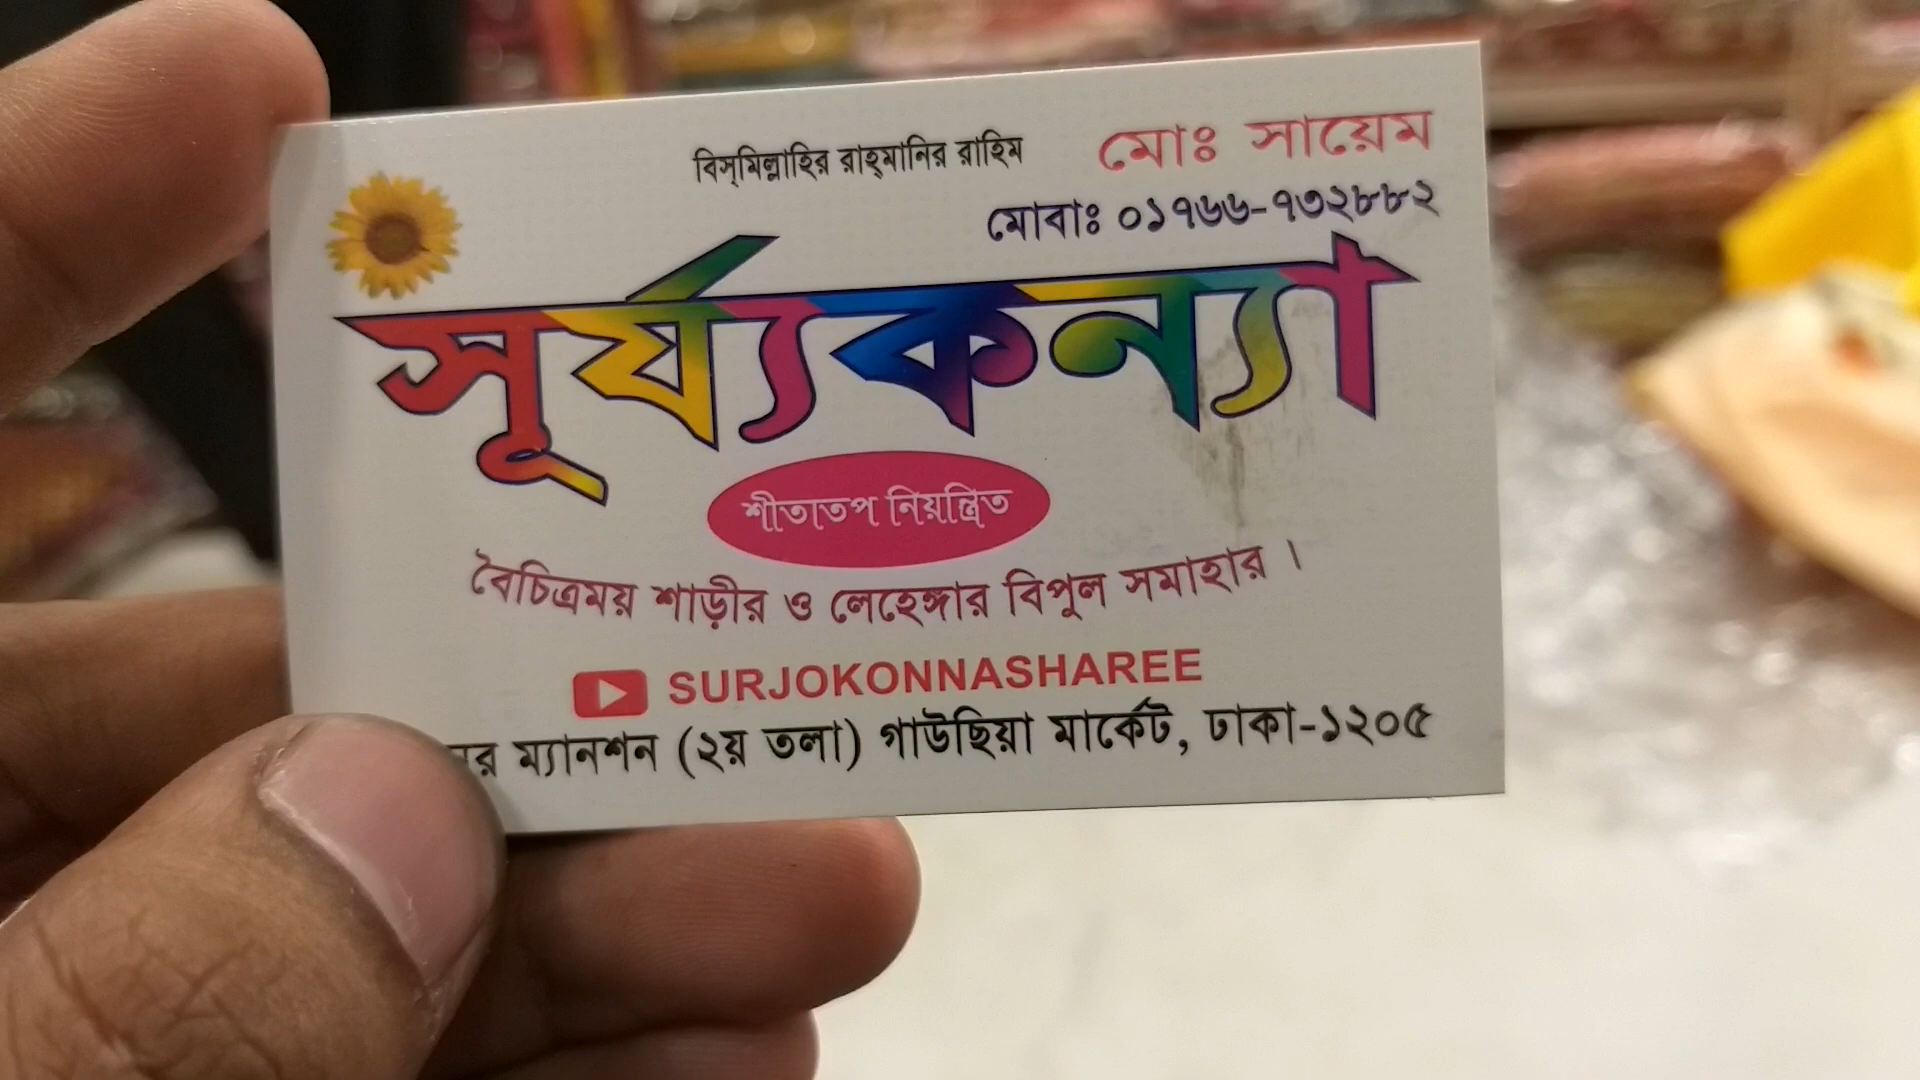 বিস্‌মিল্লাহির রাহ্‌মানির রাহিম
মোঃ সায়েম
মোবাঃ ০১৭৬৬-৭৩২৮৮২
সূর্য্যকন্যা
শীতাতপ নিয়ন্ত্রিত
বৈচিত্রময় শাড়ীর ও লেহেঙ্গার বিপুল সমাহার ।
SURJOKONNASHAREE
ম্যানশন (২য় তলা) গাউছিয়া মার্কেট, ঢাকা-১২০৫